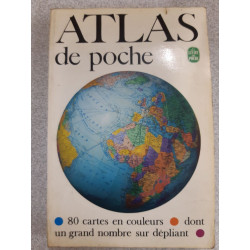 ATLAS
de poche
● 80 cartes en couleurs ● dont
un grand nombre sur dépliant ●